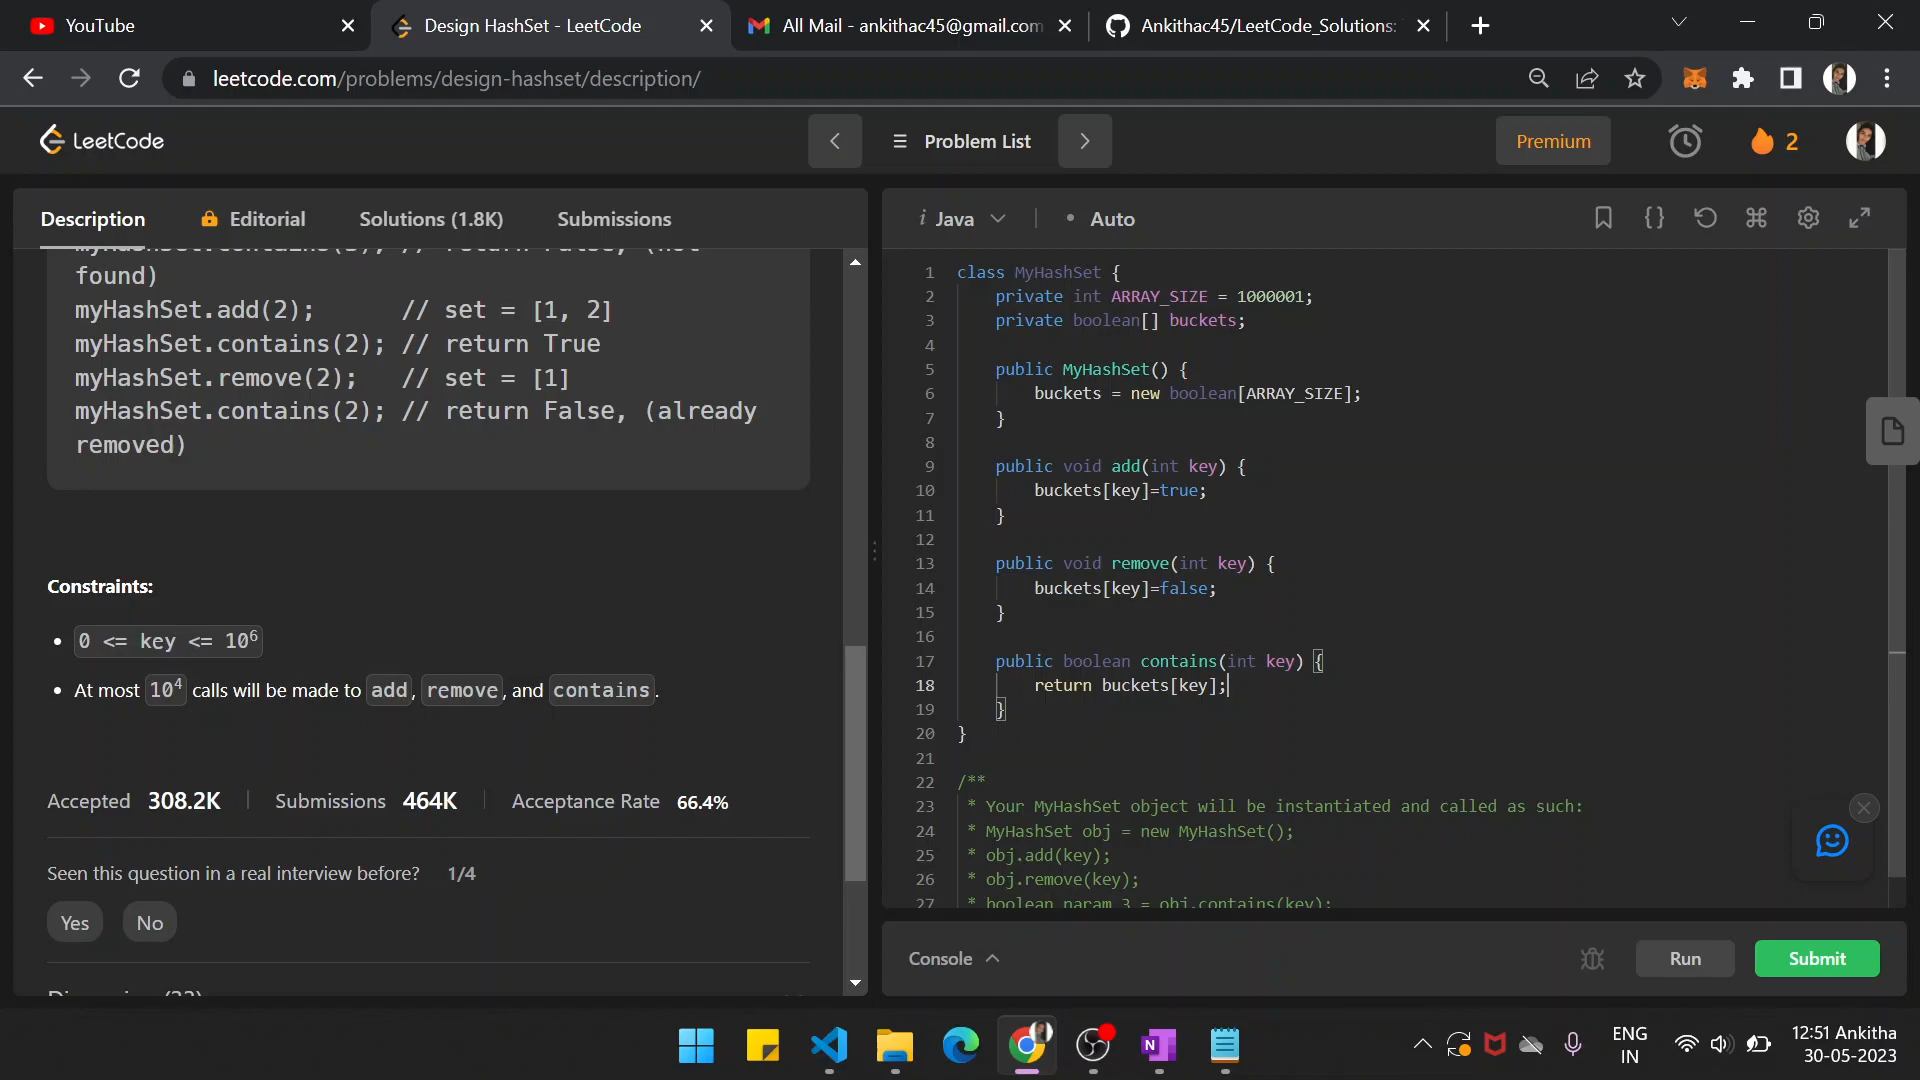 YouTube
Design HashSet - LeetCode
All Mail - ankithac45@gmail.com
Ankithac45/LeetCode_Solutions:
leetcode.com/problems/design-hashset/description/
LeetCode
Problem List
Premium
2
Description
Editorial
Solutions (1.8K)
Submissions
found)
myHashSet.add(2);      // set = [1, 2]
myHashSet.contains(2); // return True
myHashSet.remove(2);   // set = [1]
myHashSet.contains(2); // return False, (already
removed)
Constraints:
• 0 <= key <= 10⁶
• At most 10⁴ calls will be made to add, remove, and contains.
Accepted 308.2K
Submissions 464K
Acceptance Rate 66.4%
Seen this question in a real interview before? 1/4
Yes
No
i Java
• Auto
1 class MyHashSet {
2     private int ARRAY_SIZE = 1000001;
3     private boolean[] buckets;
4
5     public MyHashSet() {
6         buckets = new boolean[ARRAY_SIZE];
7     }
8
9     public void add(int key) {
10         buckets[key]=true;
11     }
12
13     public void remove(int key) {
14         buckets[key]=false;
15     }
16
17     public boolean contains(int key) {
18         return buckets[key];
19     }
20 }
21
22 /**
23  * Your MyHashSet object will be instantiated and called as such:
24  * MyHashSet obj = new MyHashSet();
25  * obj.add(key);
26  * obj.remove(key);
27  * boolean param_3 = obj.contains(key);
Console
Run
Submit
ENG
IN
12:51 Ankitha
30-05-2023